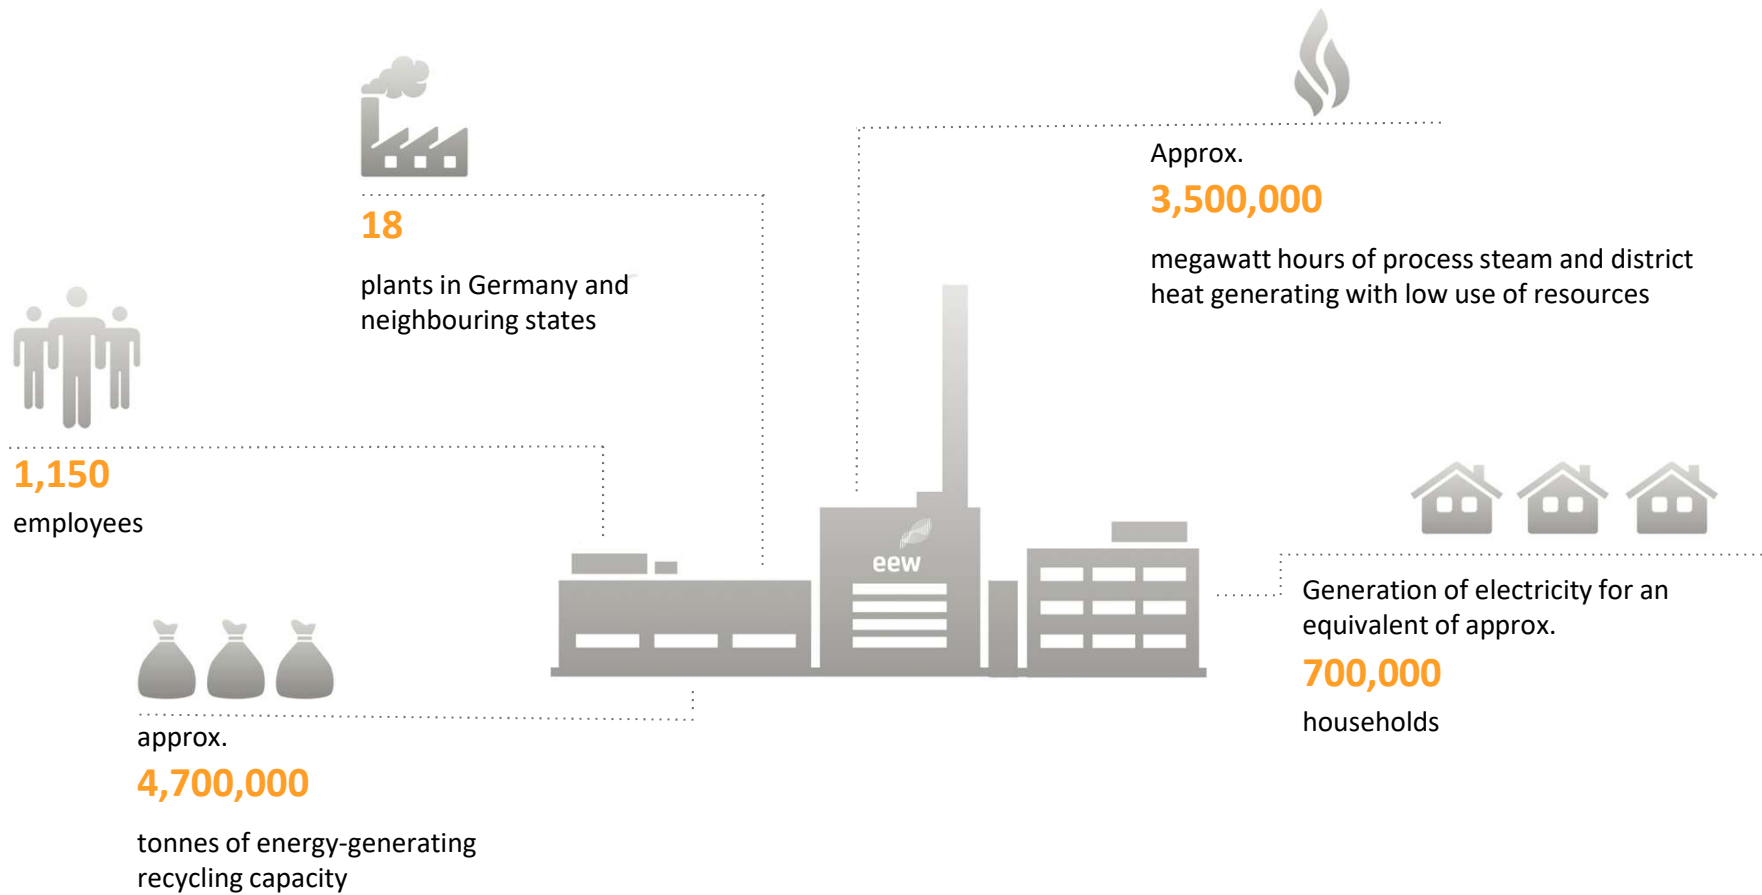 18
plants in Germany and
neighbouring states
Approx.
3,500,000
megawatt hours of process steam and district
heat generating with low use of resources
1,150
employees
eew
Generation of electricity for an
equivalent of approx.
700,000
households
approx.
4,700,000
tonnes of energy-generating
recycling capacity